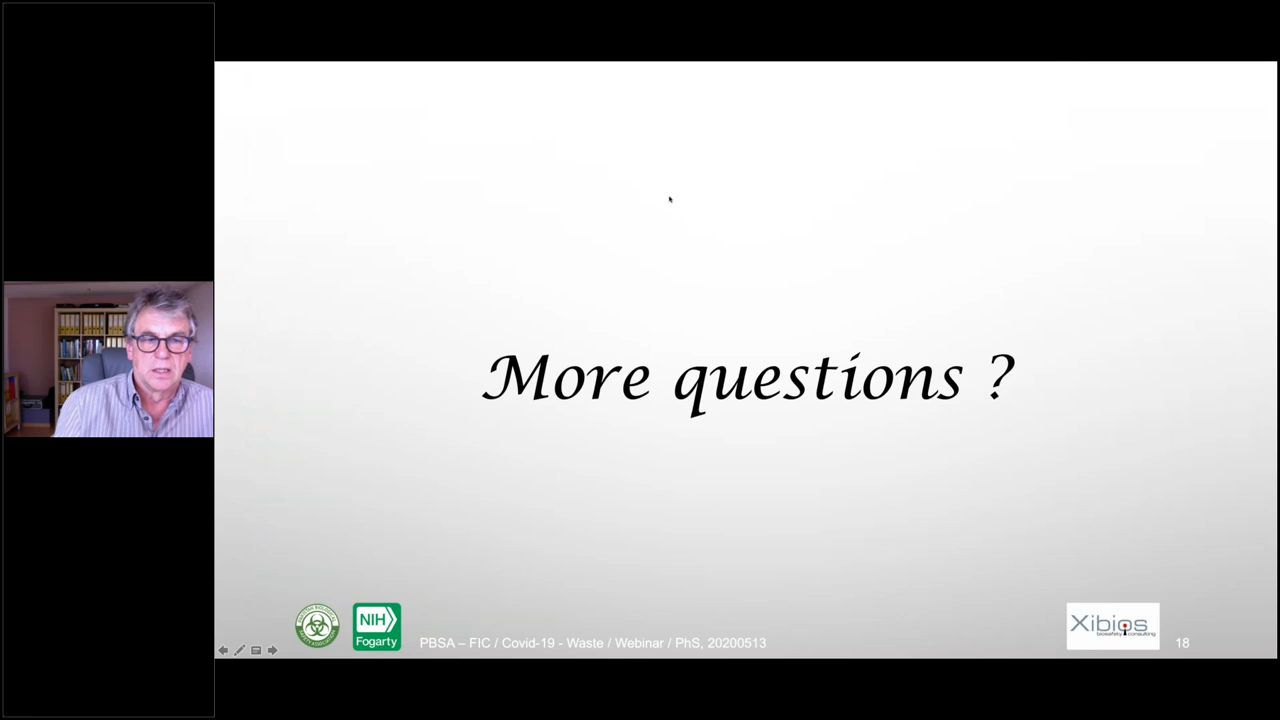 More questions ?
NIH
Fogarty
PBSA – FIC / Covid-19 - Waste / Webinar / PhS, 20200513
Xibios
biosafety consulting
18